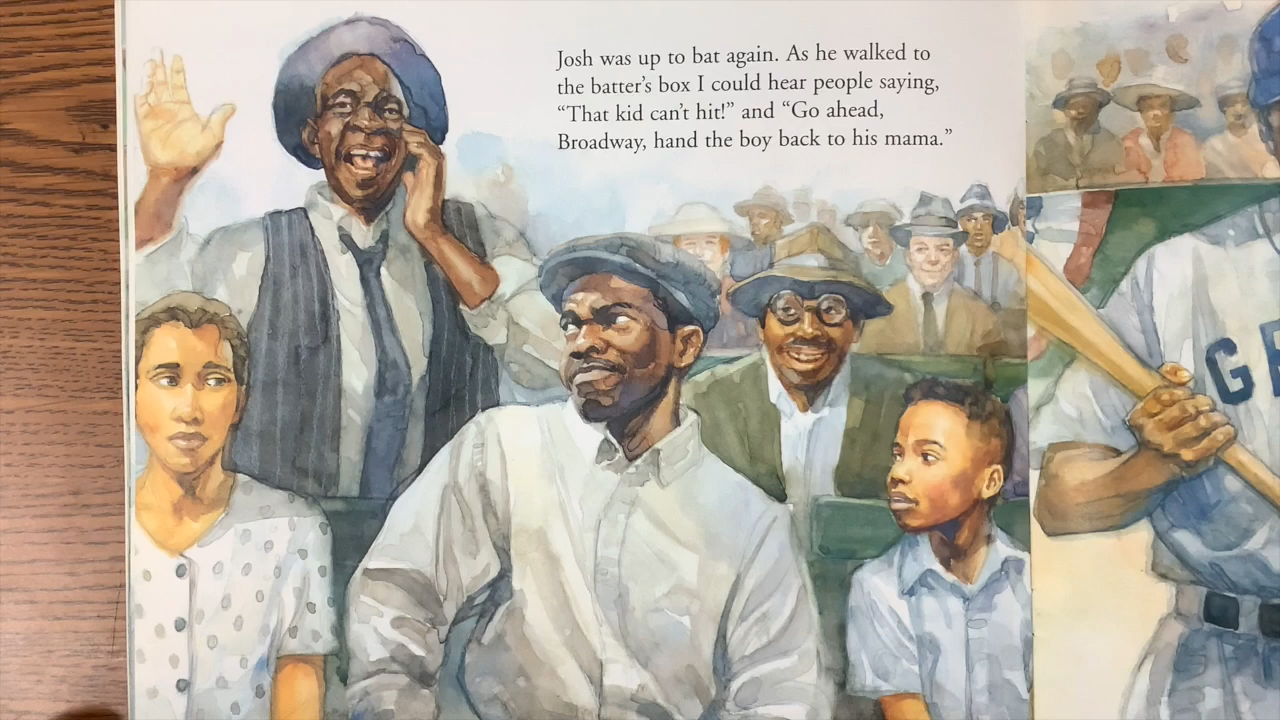 Josh was up to bat again. As he walked to
the batter’s box I could hear people saying,
“That kid can’t hit!” and “Go ahead,
Broadway, hand the boy back to his mama.”
GE